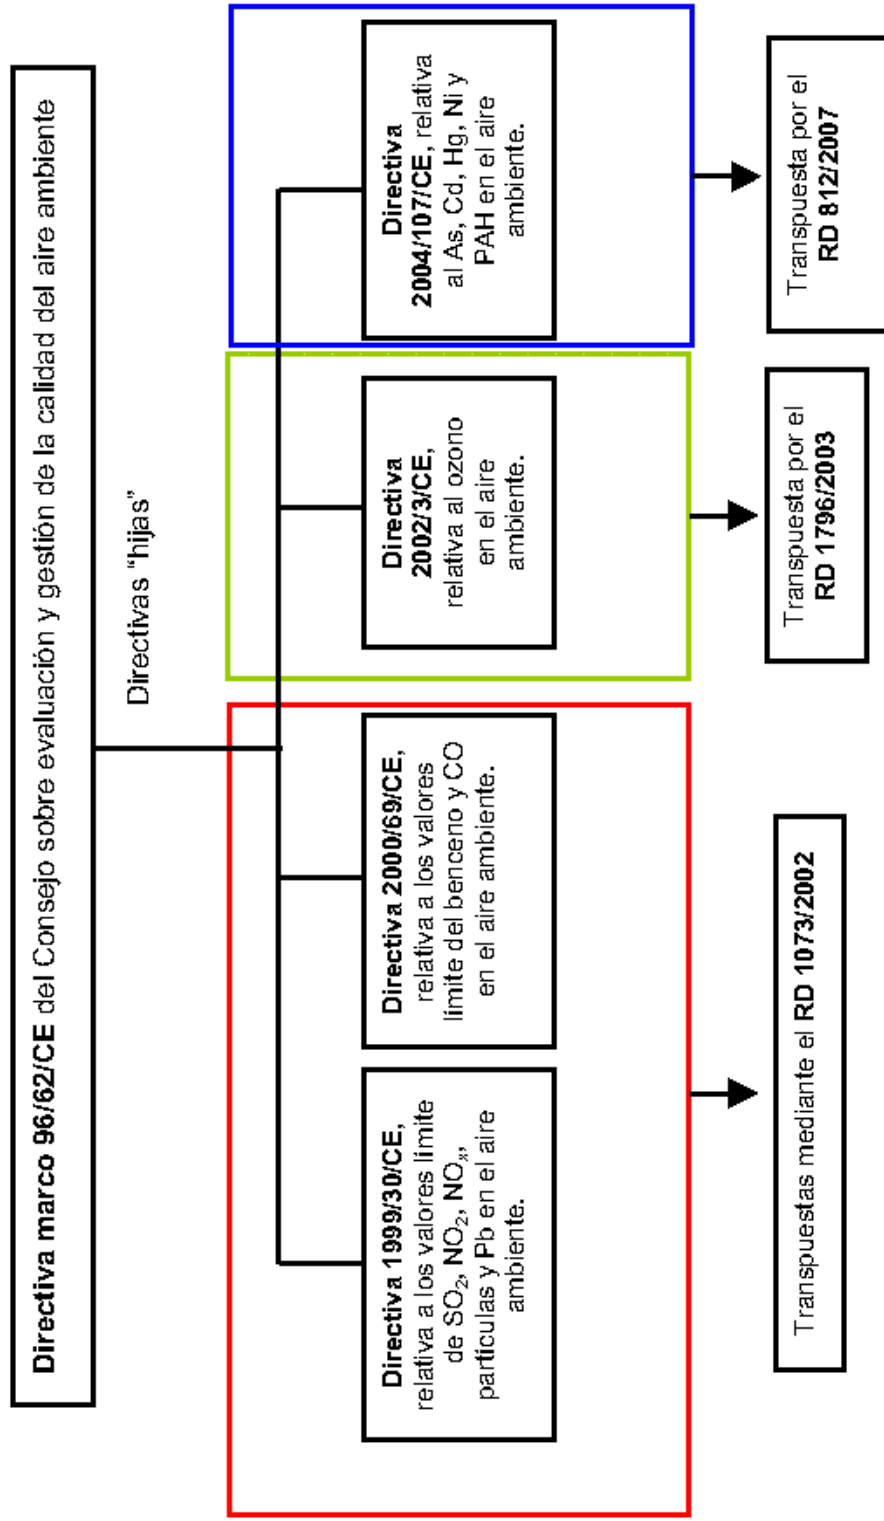 Directiva marco 96/62/CE del Consejo sobre evaluación y gestión de la calidad del aire ambiente
Directivas “hijas”
Directiva 1999/30/CE,
relativa a los valores límite
de SO₂, NO₂, NOₓ,
partículas y Pb en el aire
ambiente.
Directiva 2000/69/CE,
relativa a los valores
límite del benceno y CO
en el aire ambiente.
Directiva
2002/3/CE,
relativa al ozono
en el aire
ambiente.
Directiva
2004/107/CE, relativa
al As, Cd, Hg, Ni y
PAH en el aire
ambiente.
Transpuestas mediante el RD 1073/2002
Transpuesta por el
RD 1796/2003
Transpuesta por el
RD 812/2007